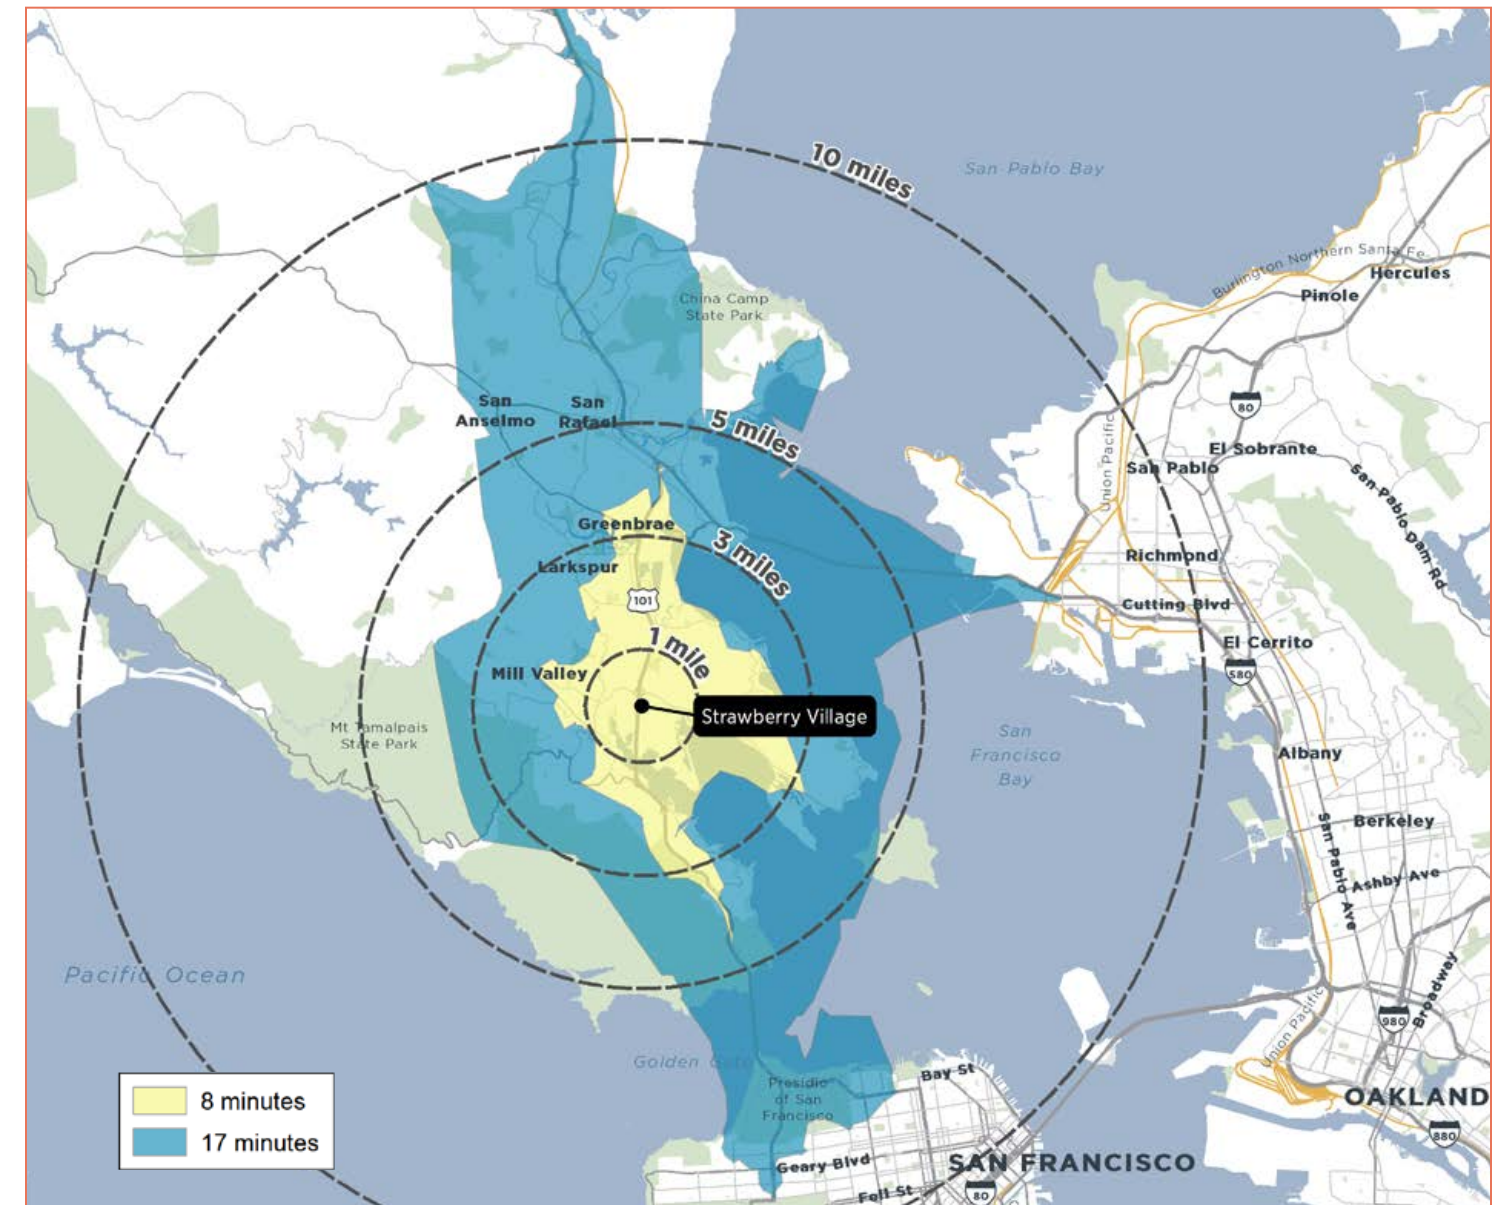 10 miles
San Pablo Bay
Burlington Northern Santa Fe
Hercules
Pinole
China Camp
State Park
San
Anselmo
San
Rafael
5 miles
80
Union Pacific
El Sobrante
San Pablo
San Pablo Dam Rd
Greenbrae
3 miles
Larkspur
Richmond
101
Cutting Blvd
1 mile
El Cerrito
Mill Valley
580
Strawberry Village
Mt Tamalpais
State Park
San
Francisco
Bay
Albany
San Pablo Ave
Berkeley
Ashby Ave
Pacific Ocean
Broadway
980
Union Pacific
Golden Gate
Presidio
of San
Francisco
Bay St
8 minutes
17 minutes
OAKLAND
880
Geary Blvd
SAN FRANCISCO
Fell St
80